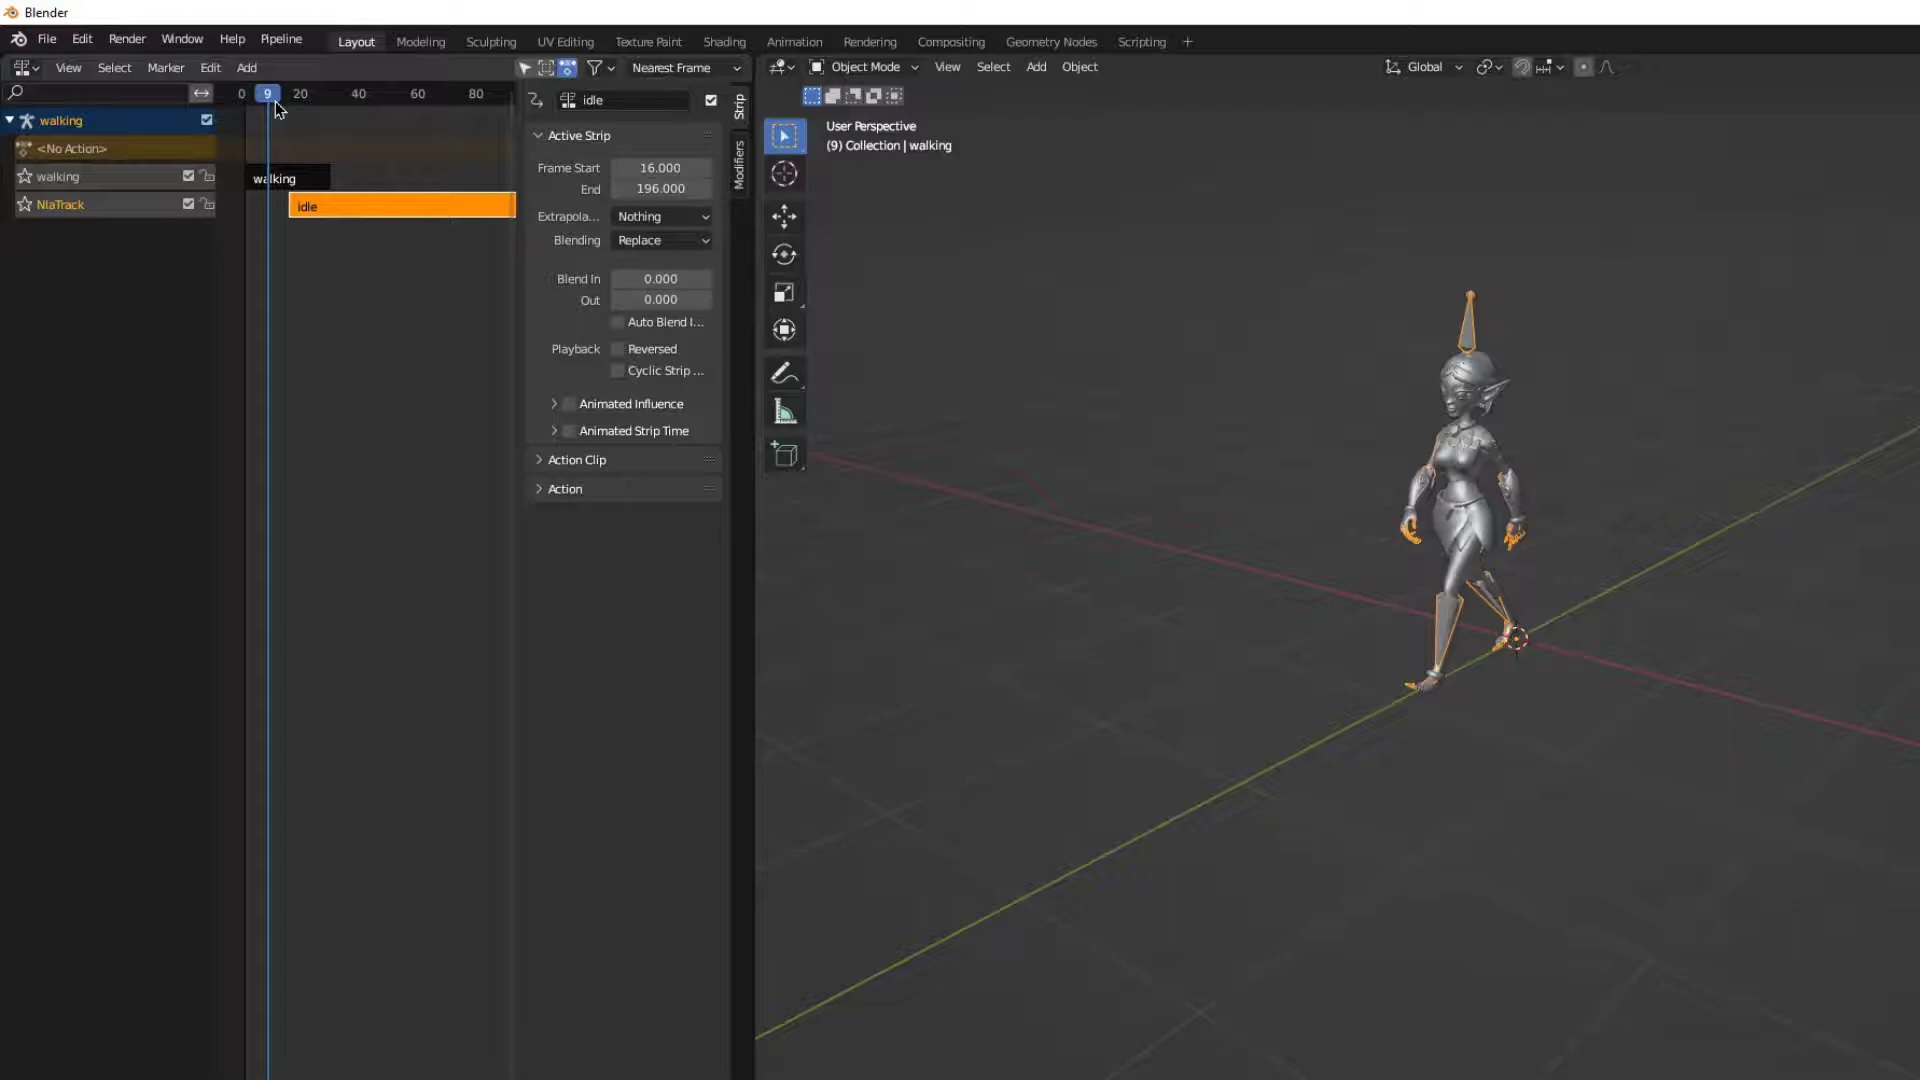 Blender
File Edit Render Window Help Pipeline Layout Modeling Sculpting UV Editing Texture Paint Shading Animation Rendering Compositing Geometry Nodes Scripting +
View Select Marker Edit Add Nearest Frame
Object Mode View Select Add Object Global
0 9 20 40 60 80
idle
Strip
Modifiers
walking
<No Action>
walking
NlaTrack
walking
idle
Active Strip
Frame Start 16.000
End 196.000
Extrapola... Nothing
Blending Replace
Blend In 0.000
Out 0.000
Auto Blend I...
Playback Reversed
Cyclic Strip ...
Animated Influence
Animated Strip Time
Action Clip
Action
User Perspective
(9) Collection | walking